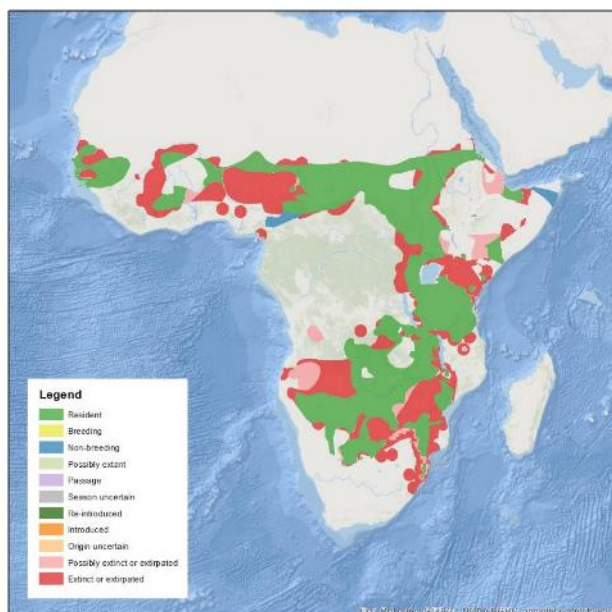 Legend
Resident
Breeding
Non-breeding
Possibly extant
Passage
Season uncertain
Re-introduced
Introduced
Origin uncertain
Possibly extinct or extirpated
Extinct or extirpated